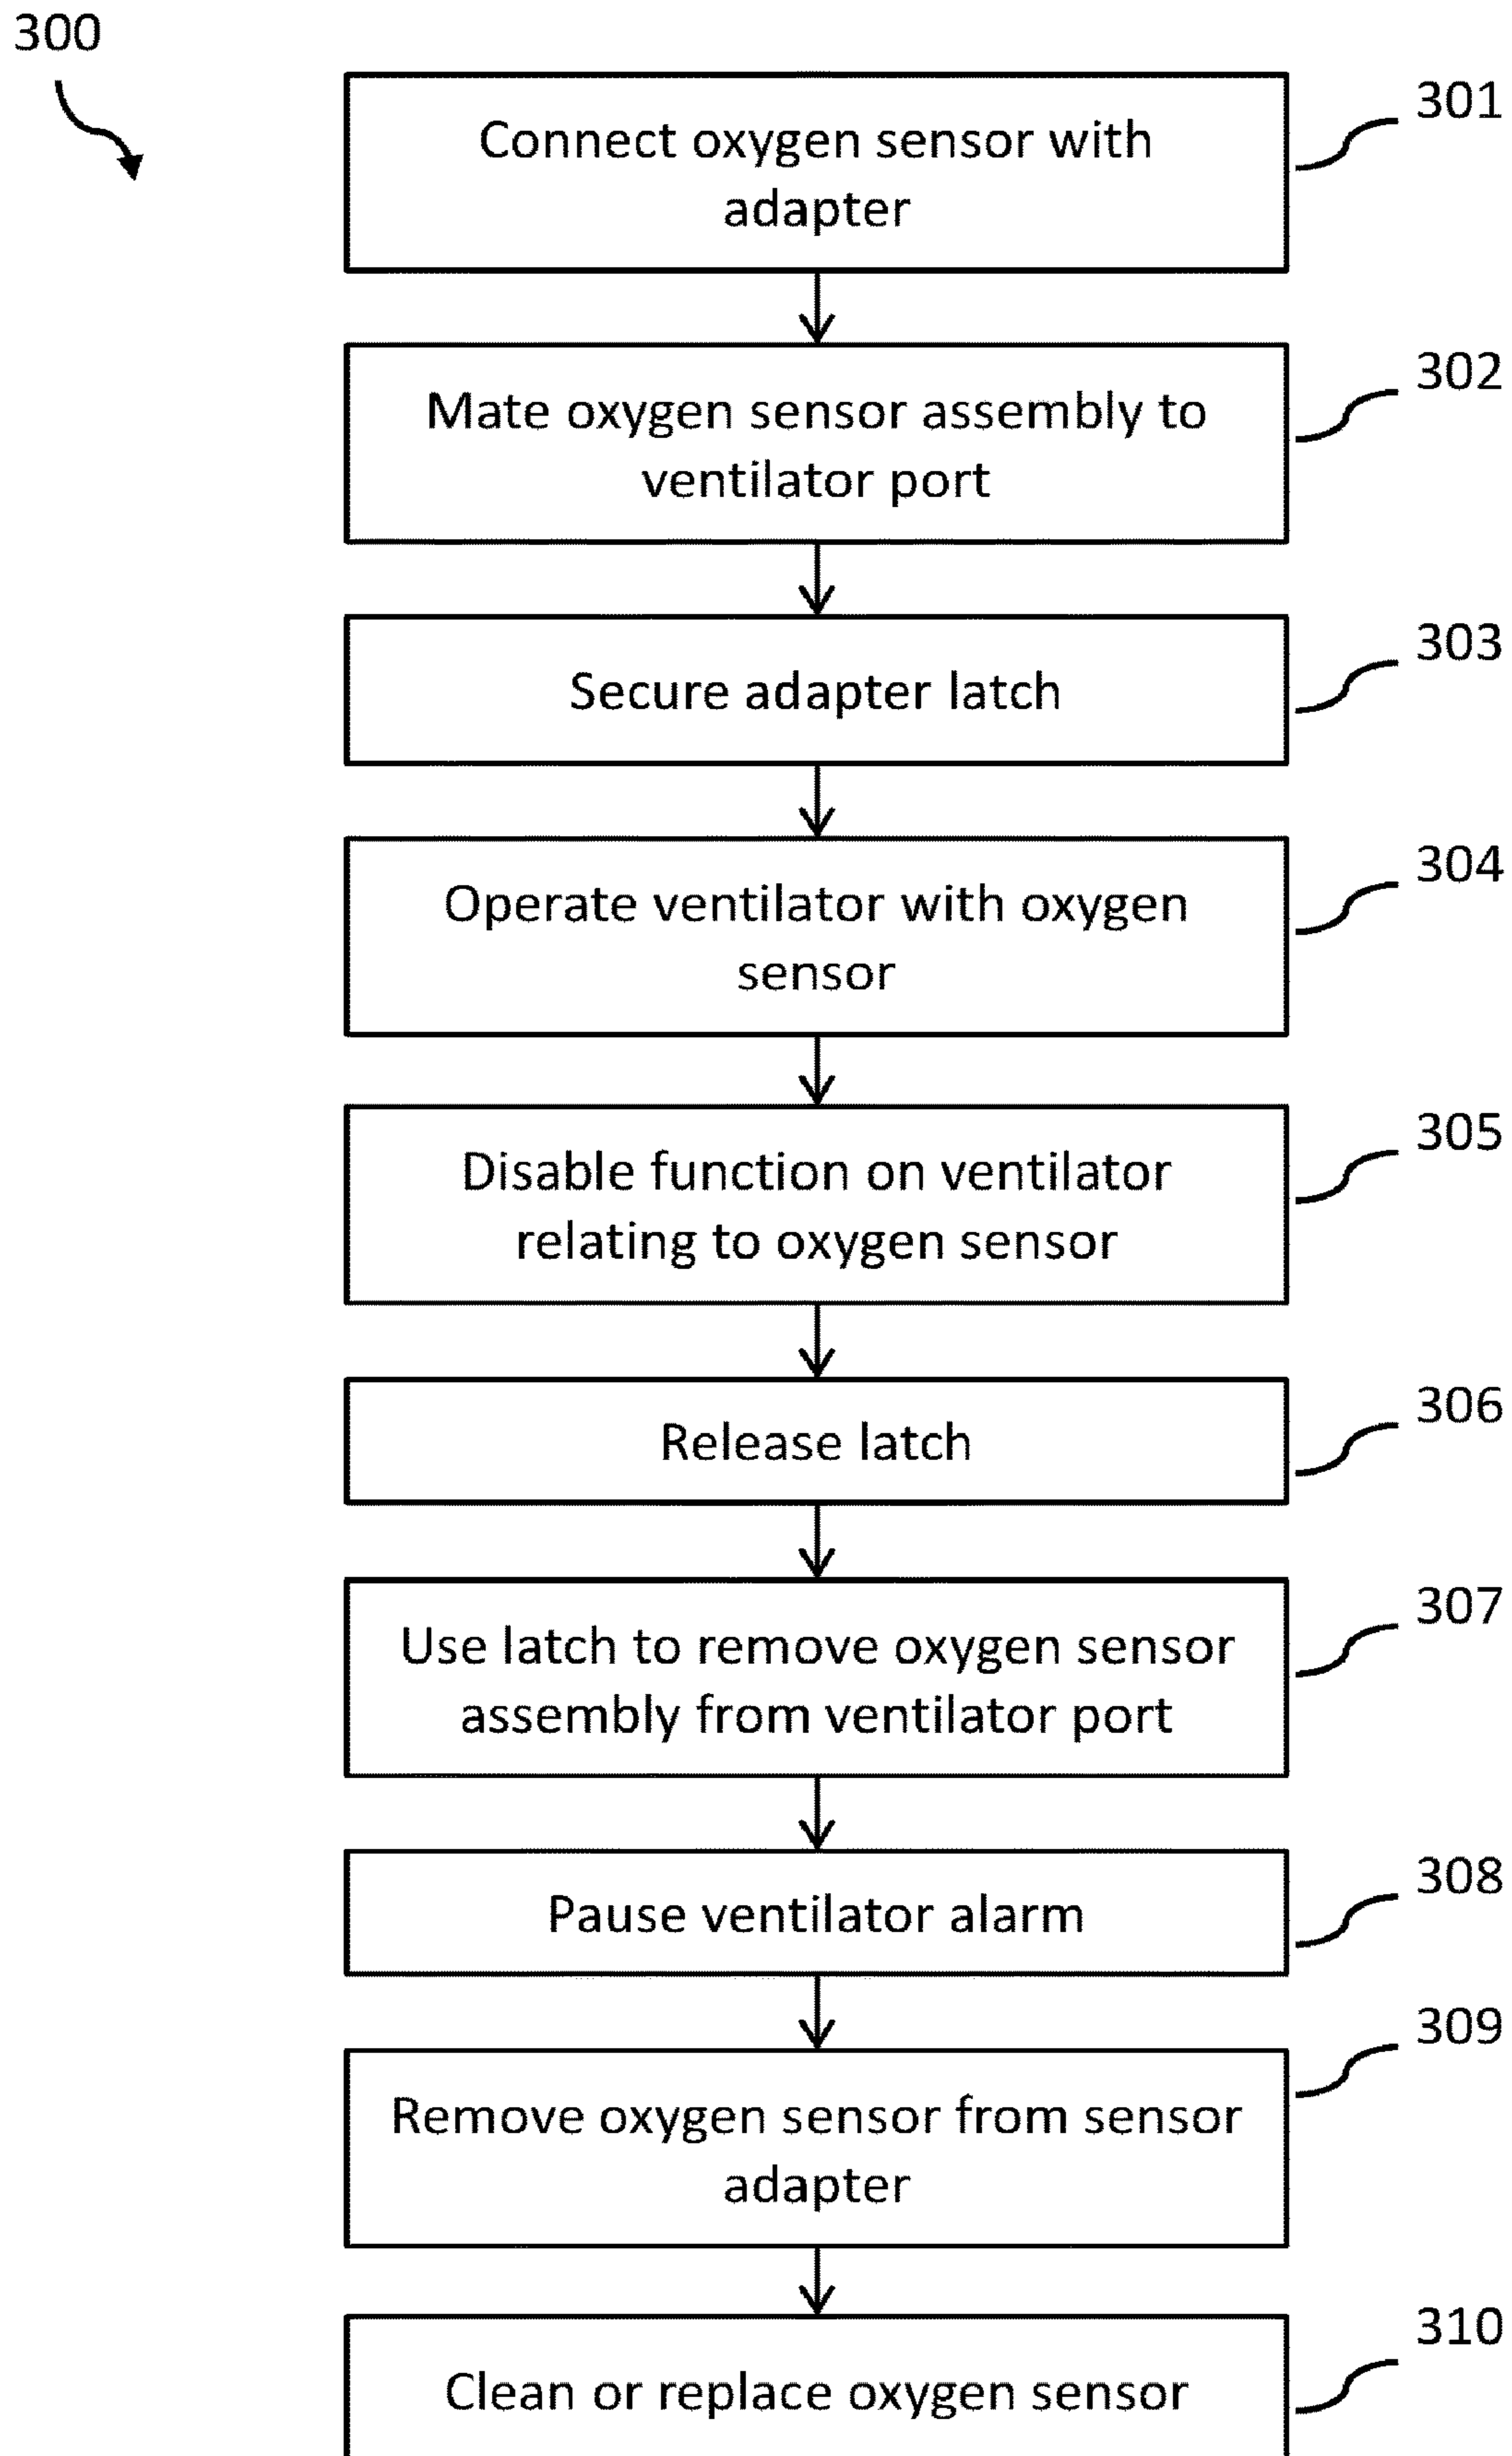 300
301
Connect oxygen sensor with
adapter
302
Mate oxygen sensor assembly to
ventilator port
303
Secure adapter latch
304
Operate ventilator with oxygen
sensor
305
Disable function on ventilator
relating to oxygen sensor
306
Release latch
307
Use latch to remove oxygen sensor
assembly from ventilator port
308
Pause ventilator alarm
309
Remove oxygen sensor from sensor
adapter
310
Clean or replace oxygen sensor